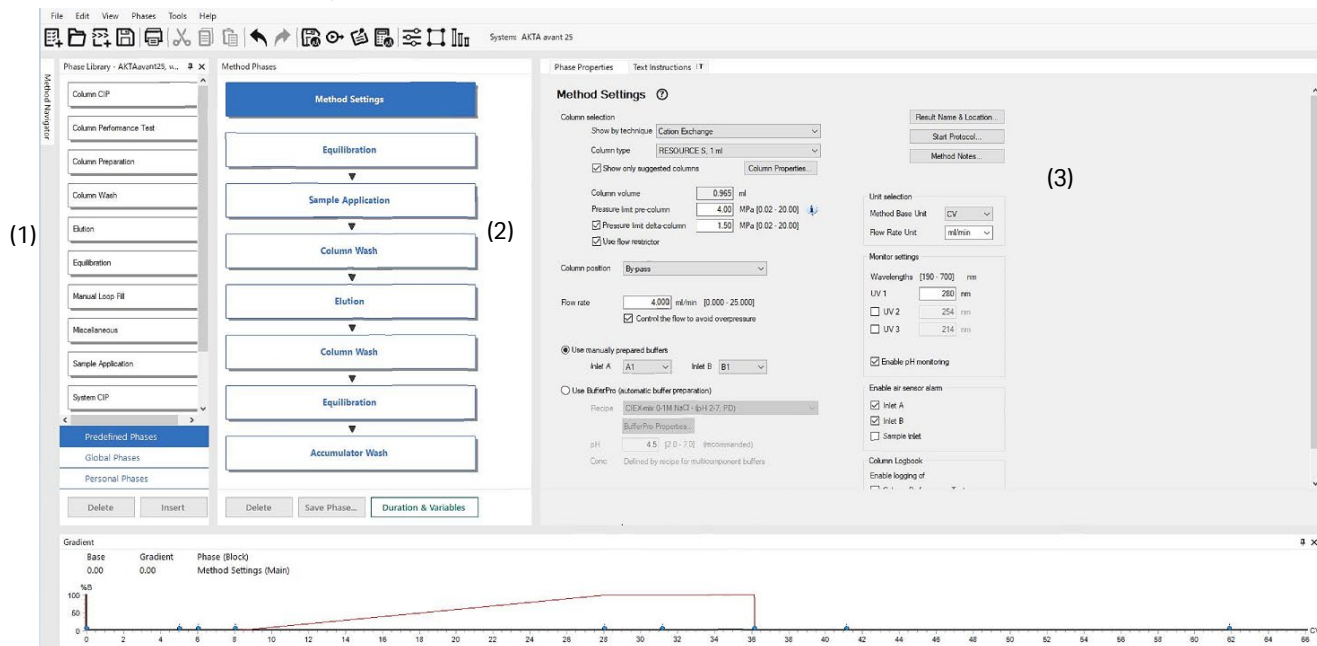 File Edit View Phases Tools Help
System: AKTA avant 25
Method Navigator
Phase Library - AKTAavant25, v...
Column CIP
Column Performance Test
Column Preparation
Column Wash
Elution
Equilibration
Manual Loop Fill
Miscellaneous
Sample Application
System CIP
Predefined Phases
Global Phases
Personal Phases
Delete Insert
(1)
Method Phases
Method Settings
Equilibration
Sample Application
Column Wash
Elution
Column Wash
Equilibration
Accumulator Wash
Delete Save Phase... Duration & Variables
(2)
Phase Properties Text Instructions
Method Settings
Column selection
Show by technique Cation Exchange
Column type RESOURCE S, 1 ml
Show only suggested columns Column Properties...
Column volume 0.965 ml
Pressure limit pre-column 4.00 MPa [0.02 - 20.00]
Pressure limit delta-column 1.50 MPa [0.02 - 20.00]
Use flow restrictor
Column position By-pass
Flow rate 4.000 ml/min [0.000 - 25.000]
Control the flow to avoid overpressure
Use manually prepared buffers
Inlet A A1 Inlet B B1
Use BufferPro (automatic buffer preparation)
Recipe CIEX-mix 0-1M NaCl - (pH 2-7, PD)
BufferPro Properties...
pH 4.5 [2.0 - 7.0] (recommended)
Conc Defined by recipe for multicomponent buffers
Result Name & Location...
Start Protocol...
Method Notes...
(3)
Unit selection
Method Base Unit CV
Flow Rate Unit ml/min
Monitor settings
Wavelengths [190 - 700] nm
UV 1 280 nm
UV 2 254 nm
UV 3 214 nm
Enable pH monitoring
Enable air sensor alarm
Inlet A
Inlet B
Sample Inlet
Column Logbook
Enable logging of
Gradient
Base Gradient Phase (Block)
0.00 0.00 Method Settings (Main)
%B
100
50
0
0 2 4 6 8 10 12 14 16 18 20 22 24 26 28 30 32 34 36 38 40 42 44 46 48 50 52 54 56 58 60 62 64 66
CV